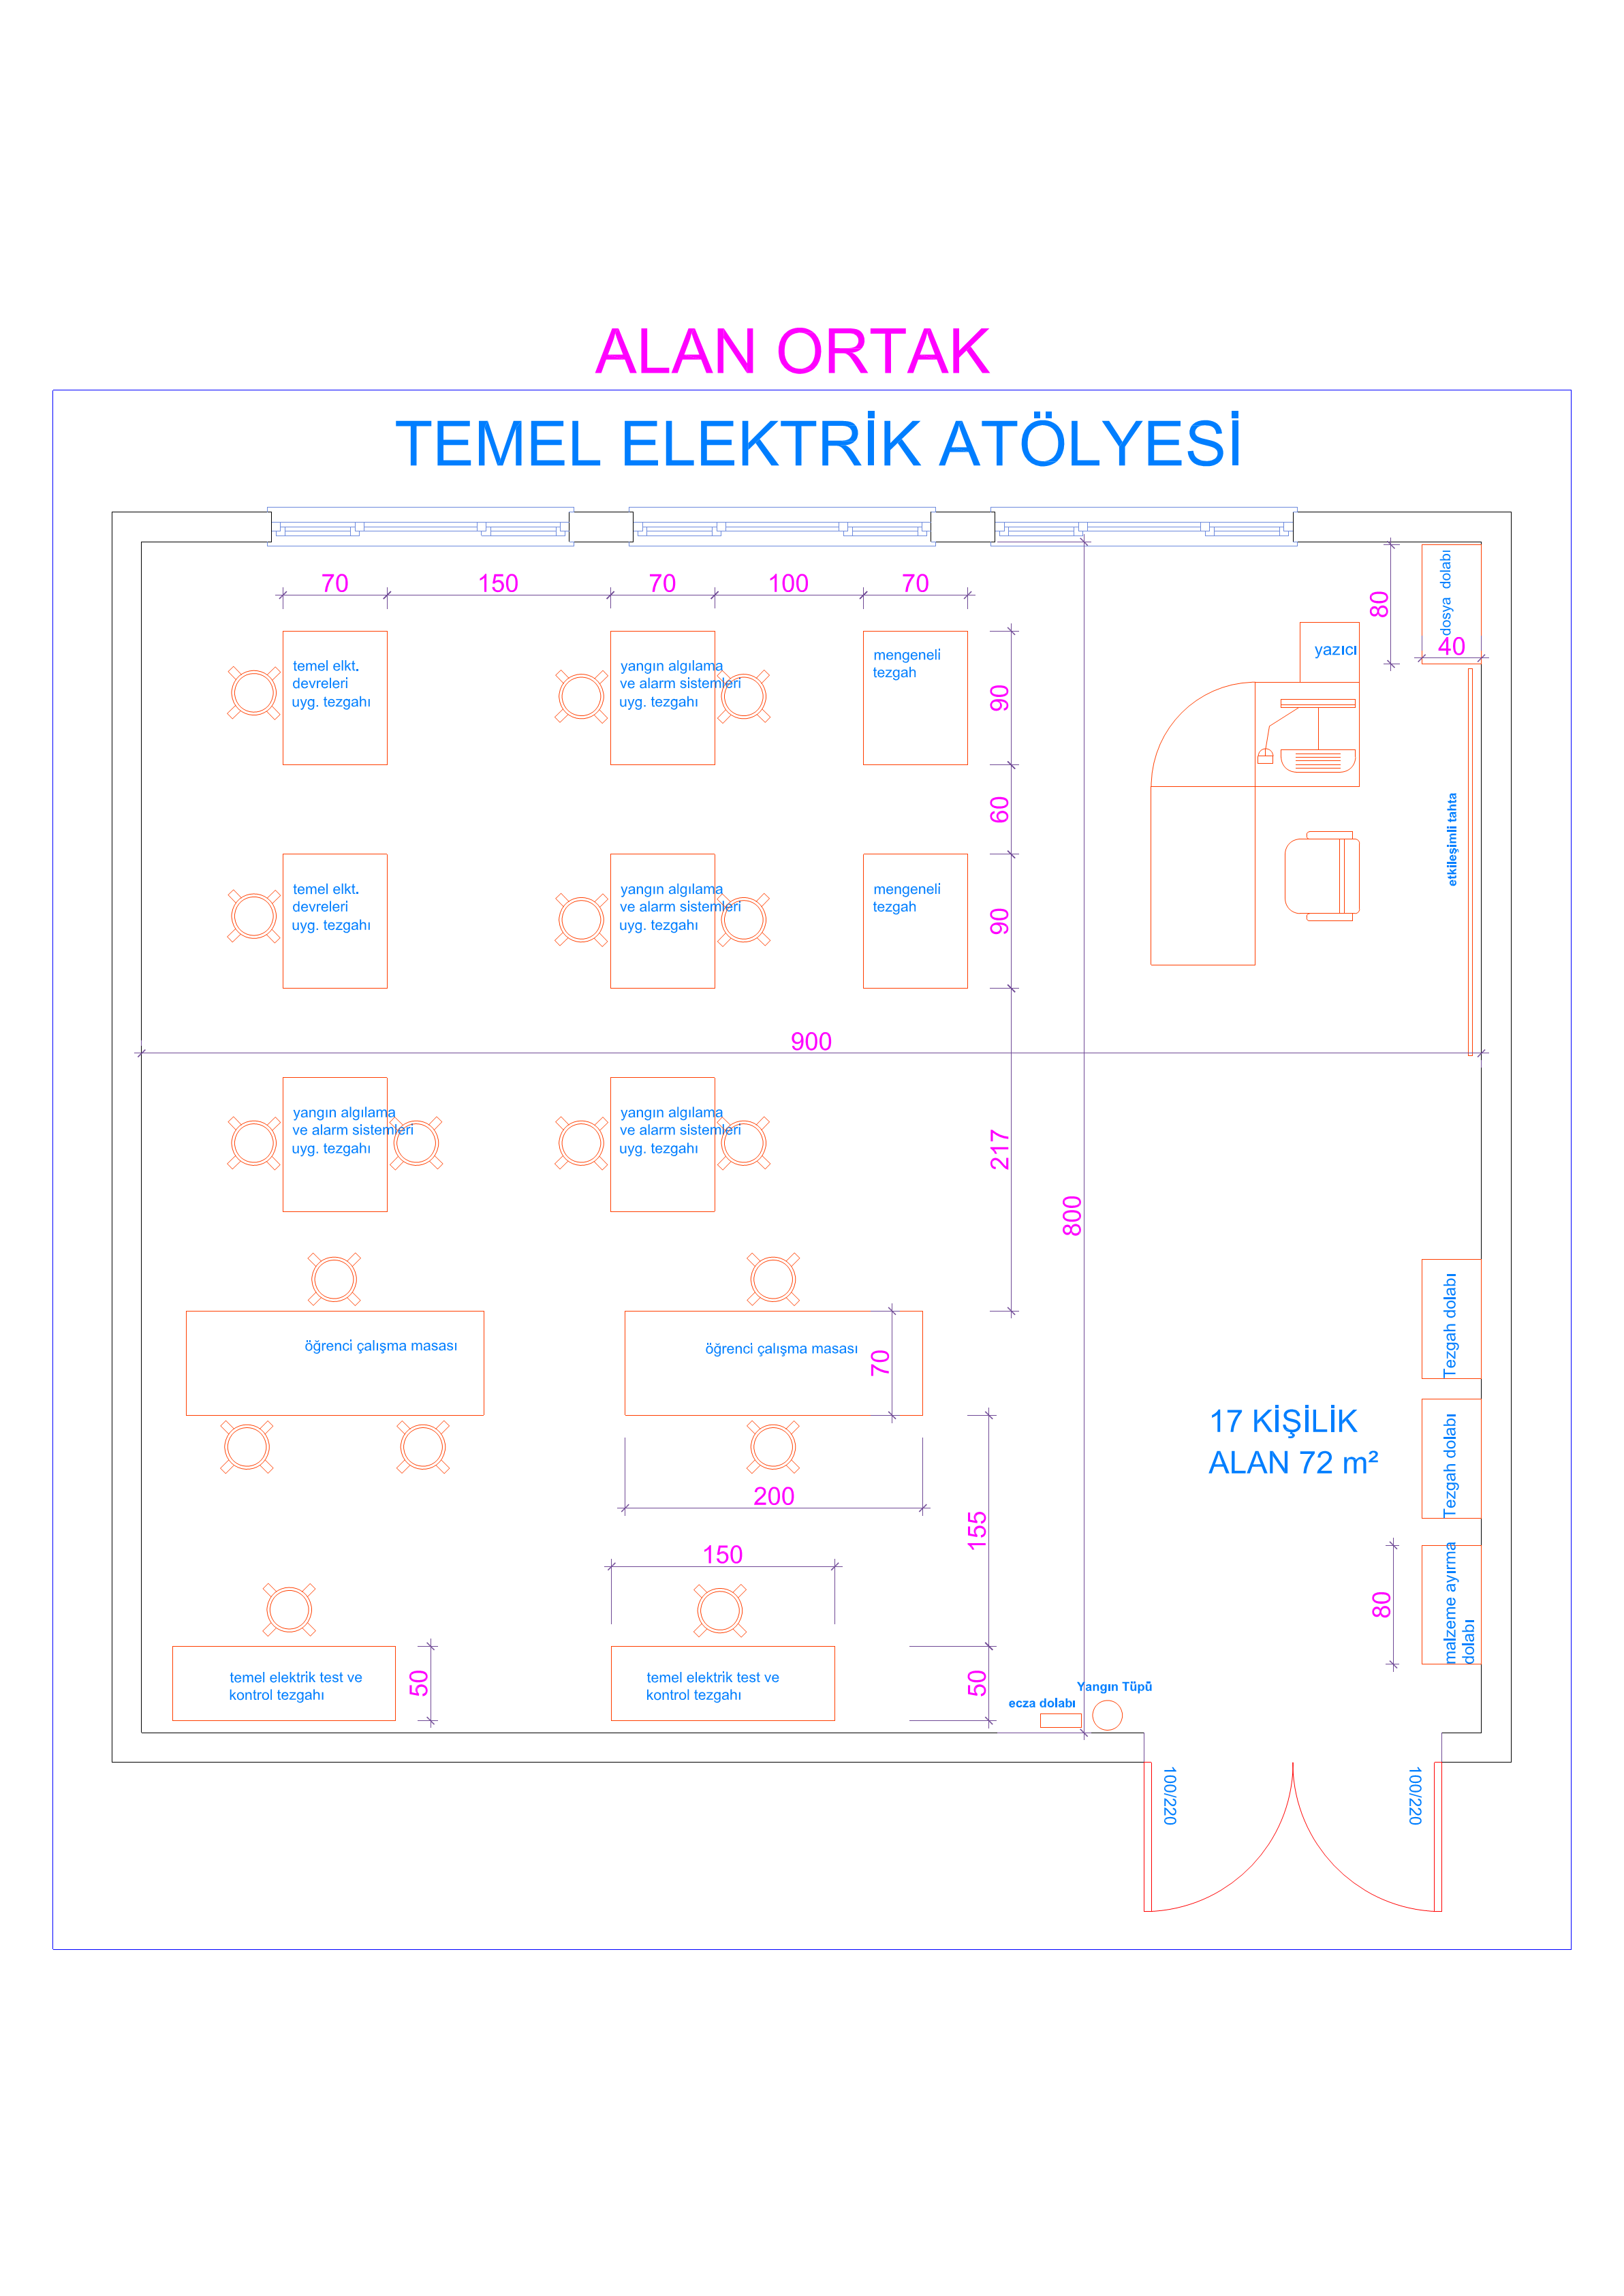 ALAN ORTAK
TEMEL ELEKTRİK ATÖLYESİ
70
150
70
100
70
dosya dolabı
80
40
yazıcı
temel elkt.
devreleri
uyg. tezgahı
yangın algılama
ve alarm sistemleri
uyg. tezgahı
mengeneli
tezgah
90
60
etkileşimli tahta
temel elkt.
devreleri
uyg. tezgahı
yangın algılama
ve alarm sistemleri
uyg. tezgahı
mengeneli
tezgah
90
900
yangın algılama
ve alarm sistemleri
uyg. tezgahı
yangın algılama
ve alarm sistemleri
uyg. tezgahı
217
800
öğrenci çalışma masası
öğrenci çalışma masası
70
Tezgah dolabı
17 KİŞİLİK
ALAN 72 m²
Tezgah dolabı
200
155
150
80
malzeme ayırma
dolabı
temel elektrik test ve
kontrol tezgahı
50
temel elektrik test ve
kontrol tezgahı
50
Yangın Tüpü
ecza dolabı
100/220
100/220